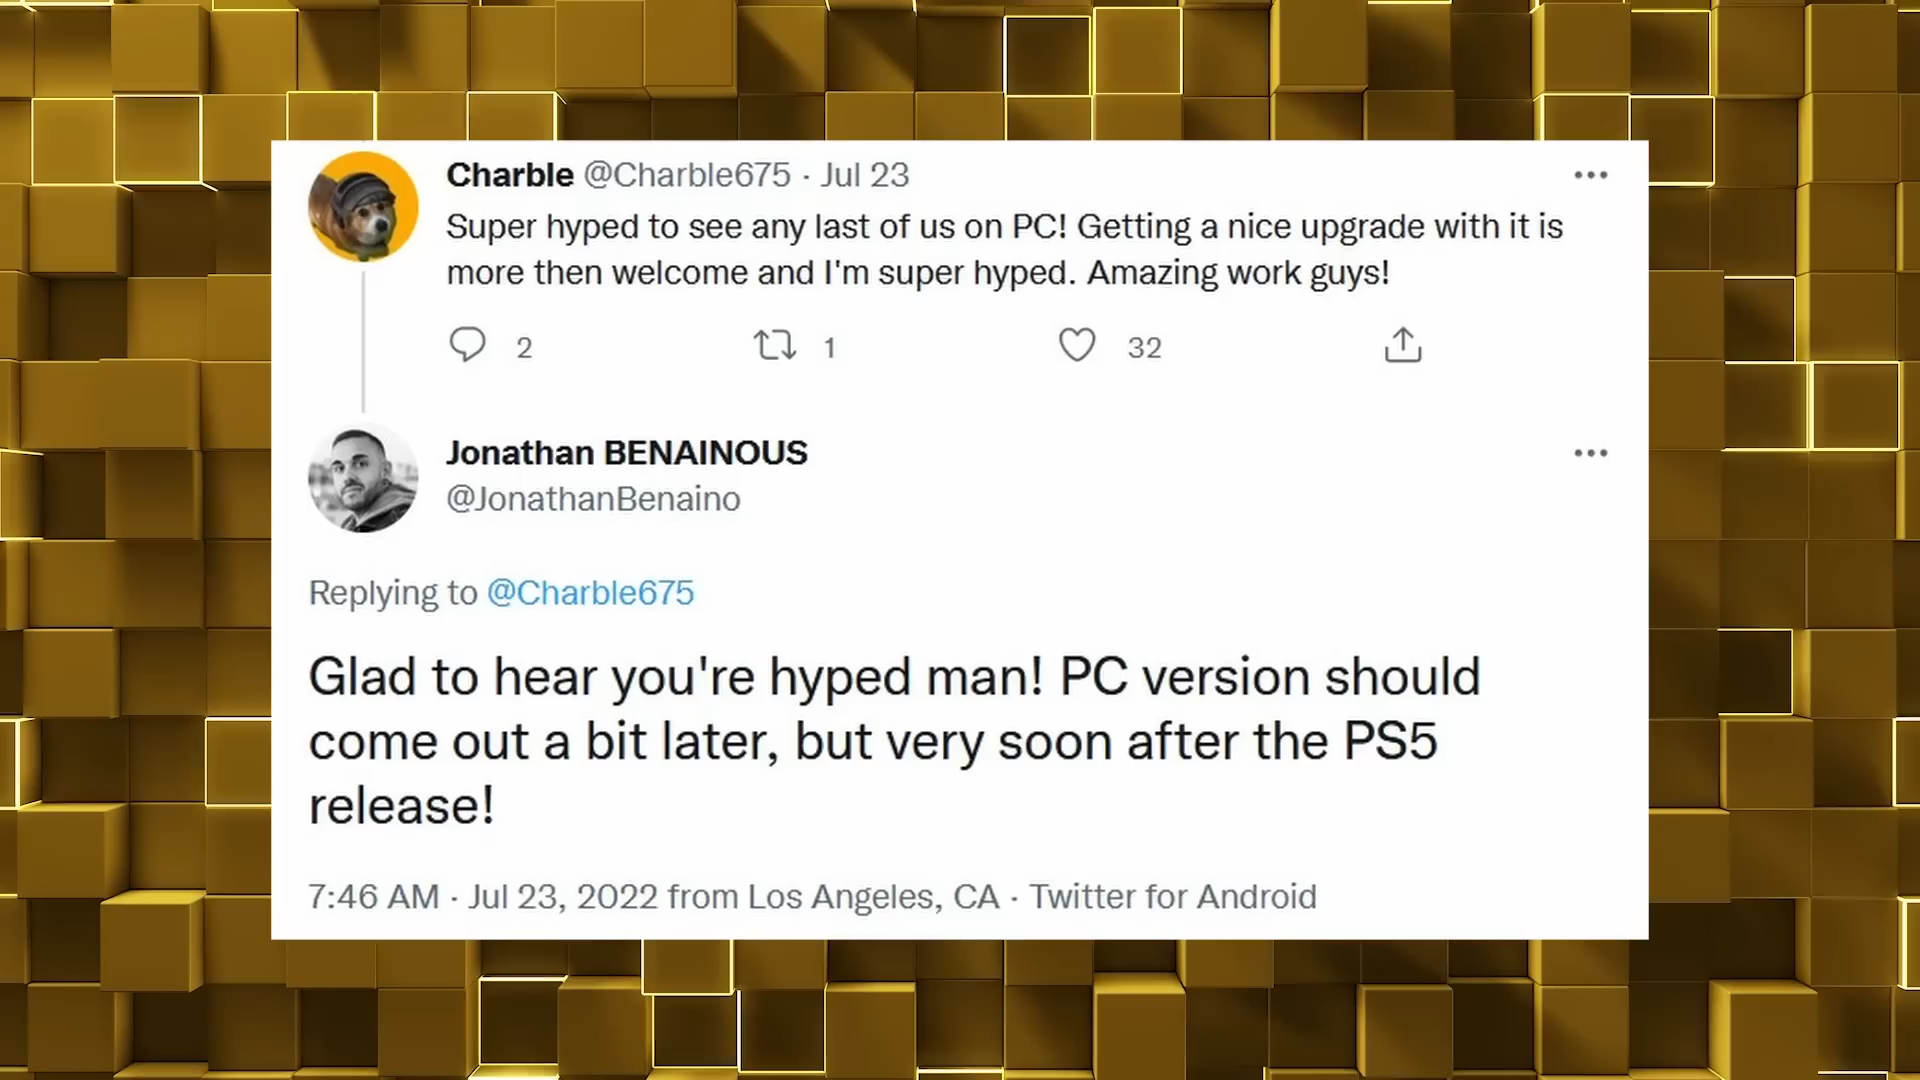 Charble @Charble675 · Jul 23
Super hyped to see any last of us on PC! Getting a nice upgrade with it is
more then welcome and I'm super hyped. Amazing work guys!
2 1 32
Jonathan BENAINOUS
@JonathanBenaino
Replying to @Charble675
Glad to hear you're hyped man! PC version should
come out a bit later, but very soon after the PS5
release!
7:46 AM · Jul 23, 2022 from Los Angeles, CA · Twitter for Android